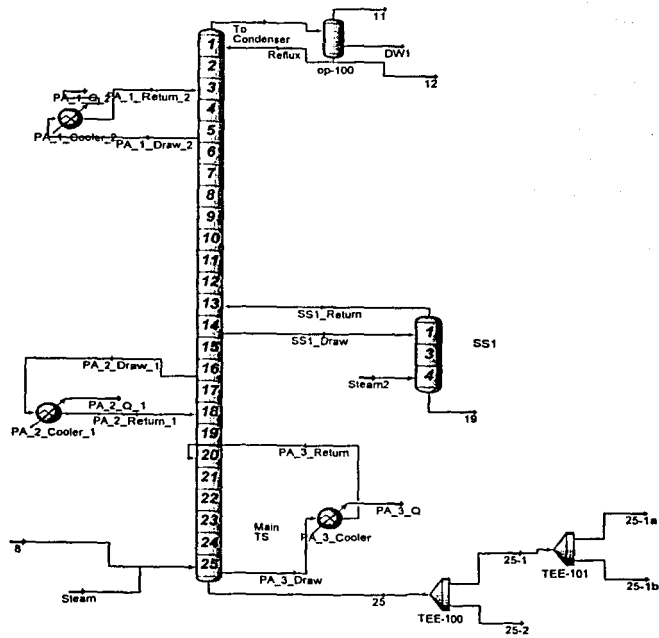 11
To
Condenser
DW1
Reflux
op-100
12
1
2
3
4
5
6
7
8
9
10
11
12
13
14
15
16
17
18
19
20
21
22
23
24
25
PA_1_Q_2
PA_1_Return_2
PA_1_Cooler_2
PA_1_Draw_2
SS1_Return
SS1_Draw
1
3
4
SS1
Steam2
19
PA_2_Draw_1
PA_2_Q_1
PA_2_Return_1
PA_2_Cooler_1
PA_3_Return
PA_3_Q
PA_3_Cooler
Main
TS
PA_3_Draw
8
Steam
25
TEE-100
25-1
25-2
TEE-101
25-1a
25-1b